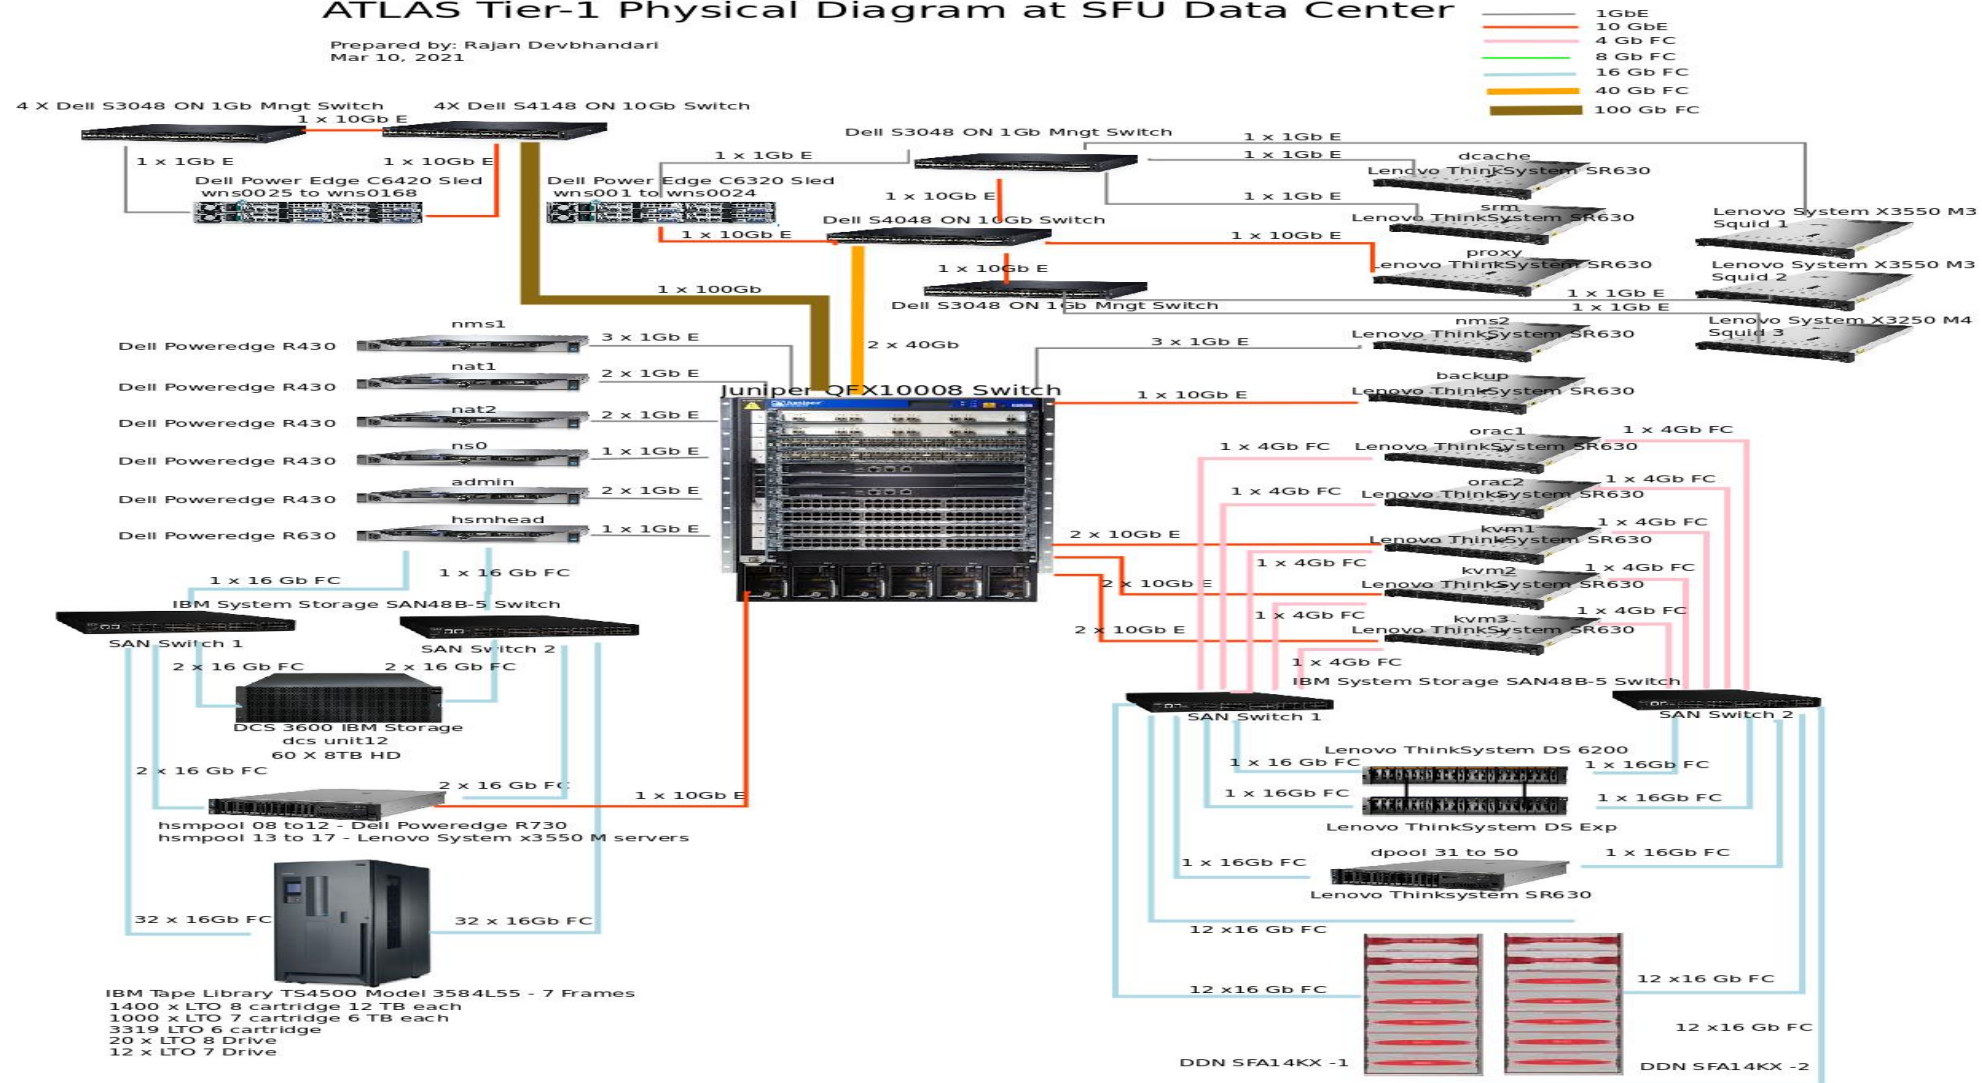 ATLAS Tier-1 Physical Diagram at SFU Data Center
Prepared by: Rajan Devbhandari
Mar 10, 2021
1GbE
10 GbE
4 Gb FC
8 Gb FC
16 Gb FC
40 Gb FC
100 Gb FC
4 X Dell S3048 ON 1Gb Mngt Switch
4X Dell S4148 ON 10Gb Switch
1 x 10Gb E
1 x 1Gb E
1 x 10Gb E
Dell Power Edge C6420 Sled
wns0025 to wns0168
Dell Power Edge C6320 Sled
wns001 to wns0024
1 x 1Gb E
Dell S3048 ON 1Gb Mngt Switch
1 x 1Gb E
1 x 1Gb E
1 x 1Gb E
1 x 10Gb E
Dell S4048 ON 10Gb Switch
1 x 10Gb E
1 x 10Gb E
1 x 10Gb E
Dell S3048 ON 1Gb Mngt Switch
1 x 1Gb E
1 x 1Gb E
dcache
Lenovo ThinkSystem SR630
srm
Lenovo ThinkSystem SR630
proxy
Lenovo ThinkSystem SR630
Lenovo System X3550 M3
Squid 1
Lenovo System X3550 M3
Squid 2
Lenovo System X3250 M4
Squid 3
1 x 100Gb
2 x 40Gb
nms1
Dell Poweredge R430
3 x 1Gb E
nat1
Dell Poweredge R430
2 x 1Gb E
nat2
Dell Poweredge R430
2 x 1Gb E
ns0
Dell Poweredge R430
1 x 1Gb E
admin
Dell Poweredge R430
2 x 1Gb E
hsmhead
Dell Poweredge R630
1 x 1Gb E
Juniper QFX10008 Switch
Juniper
3 x 1Gb E
nms2
Lenovo ThinkSystem SR630
1 x 10Gb E
backup
Lenovo ThinkSystem SR630
1 x 4Gb FC
orac1
Lenovo ThinkSystem SR630
1 x 4Gb FC
1 x 4Gb FC
orac2
Lenovo ThinkSystem SR630
1 x 4Gb FC
2 x 10Gb E
kvm1
Lenovo ThinkSystem SR630
1 x 4Gb FC
1 x 4Gb FC
2 x 10Gb E
kvm2
Lenovo ThinkSystem SR630
1 x 4Gb FC
1 x 4Gb FC
2 x 10Gb E
kvm3
Lenovo ThinkSystem SR630
1 x 4Gb FC
1 x 4Gb FC
1 x 16 Gb FC
1 x 16 Gb FC
IBM System Storage SAN48B-5 Switch
SAN Switch 1
SAN Switch 2
2 x 16 Gb FC
2 x 16 Gb FC
DCS 3600 IBM Storage
dcs unit12
60 X 8TB HD
2 x 16 Gb FC
2 x 16 Gb FC
1 x 10Gb E
hsmpool 08 to12 - Dell Poweredge R730
hsmpool 13 to 17 - Lenovo System x3550 M servers
32 x 16Gb FC
32 x 16Gb FC
IBM Tape Library TS4500 Model 3584L55 - 7 Frames
1400 x LTO 8 cartridge 12 TB each
1000 x LTO 7 cartridge 6 TB each
3319 LTO 6 cartridge
20 x LTO 8 Drive
12 x LTO 7 Drive
IBM System Storage SAN48B-5 Switch
SAN Switch 1
SAN Switch 2
Lenovo ThinkSystem DS 6200
1 x 16 Gb FC
1 x 16Gb FC
1 x 16Gb FC
1 x 16Gb FC
Lenovo ThinkSystem DS Exp
dpool 31 to 50
1 x 16Gb FC
1 x 16Gb FC
Lenovo Thinksystem SR630
12 x16 Gb FC
12 x16 Gb FC
12 x16 Gb FC
12 x16 Gb FC
DDN SFA14KX -1
DDN SFA14KX -2